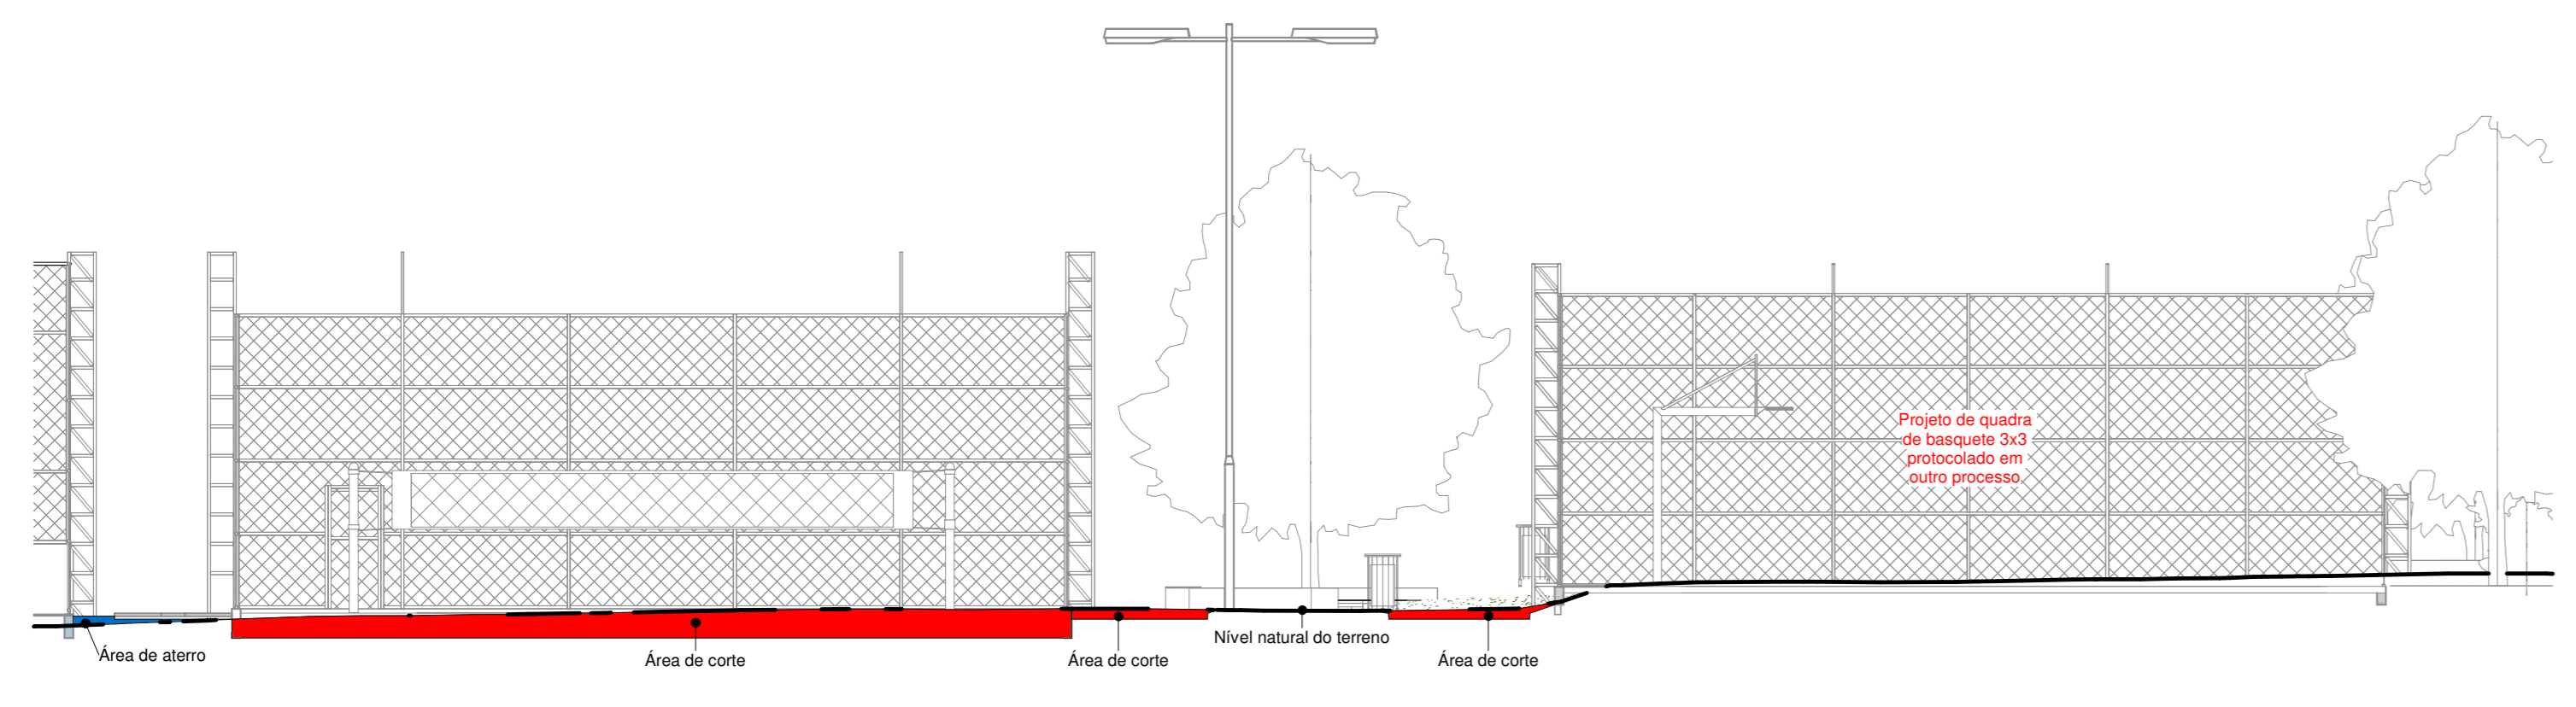 Projeto de quadra
de basquete 3x3
protocolado em
outro processo.
Nível natural do terreno
Área de aterro
Área de corte
Área de corte
Área de corte